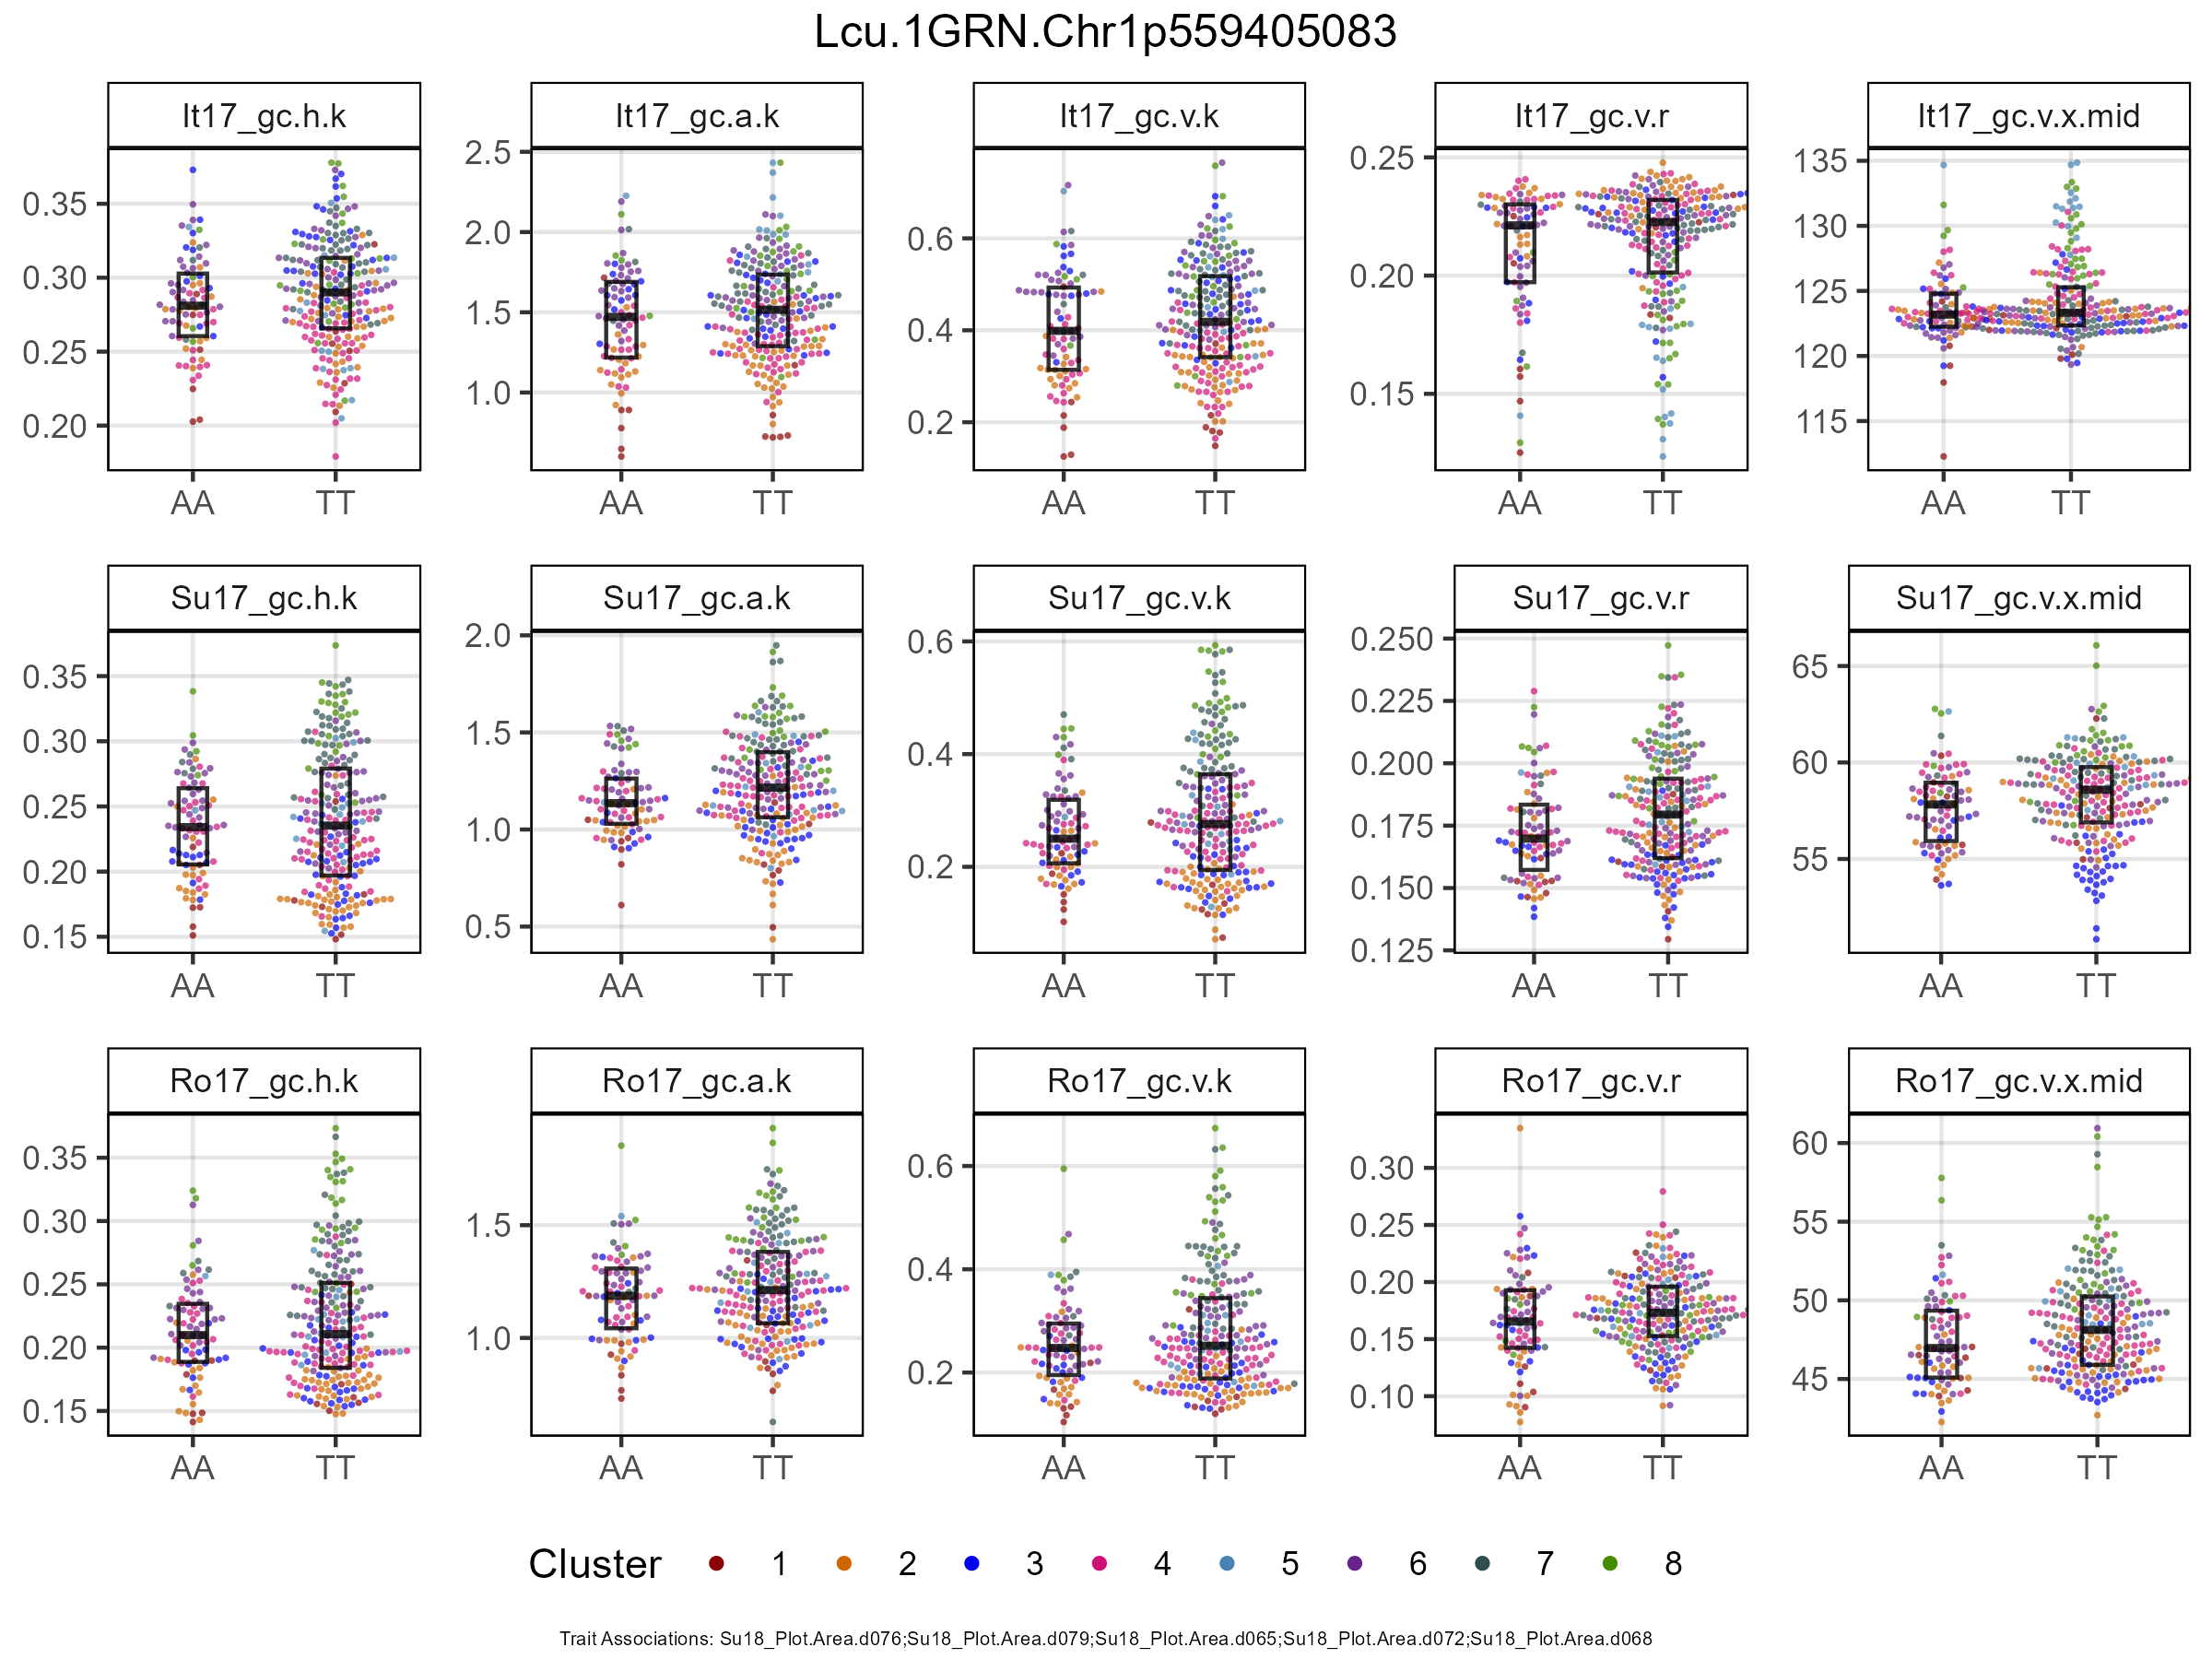 Lcu.1GRN.Chr1p559405083
It17_gc.h.k
It17_gc.a.k
It17_gc.v.k
It17_gc.v.r
It17_gc.v.x.mid
0.35
0.30
0.25
0.20
AA TT
2.5
2.0
1.5
1.0
AA TT
0.6
0.4
0.2
AA TT
0.25
0.20
0.15
AA TT
135
130
125
120
115
AA TT
Su17_gc.h.k
Su17_gc.a.k
Su17_gc.v.k
Su17_gc.v.r
Su17_gc.v.x.mid
0.35
0.30
0.25
0.20
0.15
AA TT
2.0
1.5
1.0
0.5
AA TT
0.6
0.4
0.2
AA TT
0.250
0.225
0.200
0.175
0.150
0.125
AA TT
65
60
55
AA TT
Ro17_gc.h.k
Ro17_gc.a.k
Ro17_gc.v.k
Ro17_gc.v.r
Ro17_gc.v.x.mid
0.35
0.30
0.25
0.20
0.15
AA TT
1.5
1.0
AA TT
0.6
0.4
0.2
AA TT
0.30
0.25
0.20
0.15
0.10
AA TT
60
55
50
45
AA TT
Cluster 1 2 3 4 5 6 7 8
Trait Associations: Su18_Plot.Area.d076;Su18_Plot.Area.d079;Su18_Plot.Area.d065;Su18_Plot.Area.d072;Su18_Plot.Area.d068